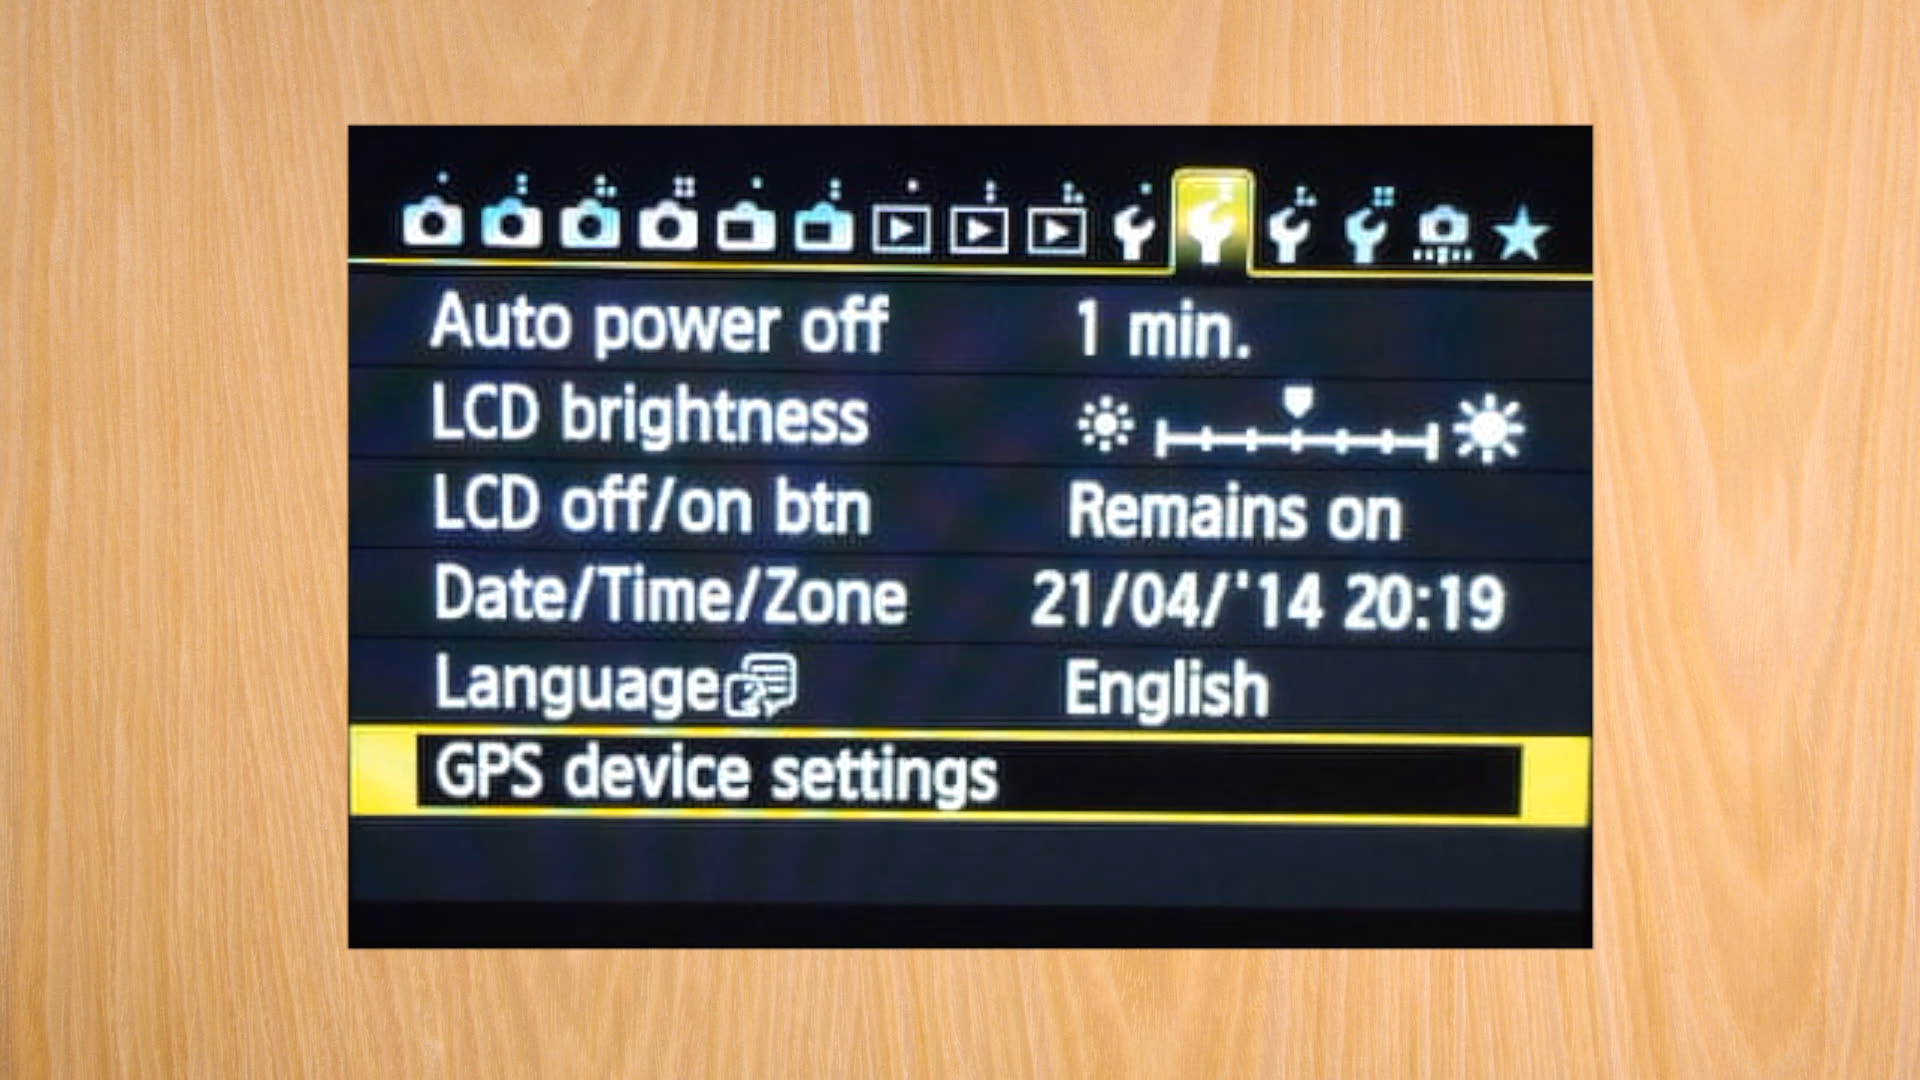 Auto power off 1 min.
LCD brightness
LCD off/on btn Remains on
Date/Time/Zone 21/04/'14 20:19
Language English
GPS device settings